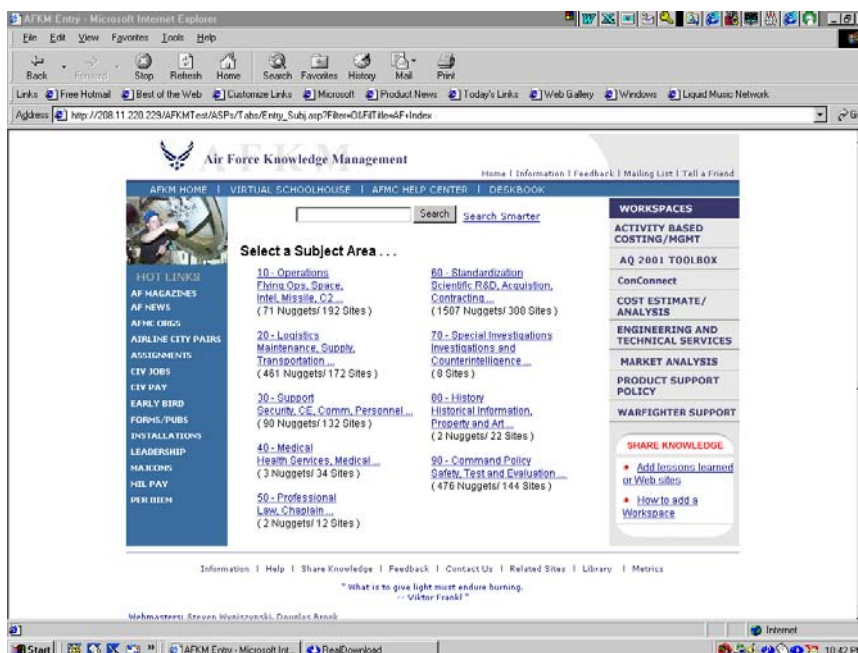 AFKM Entry - Microsoft Internet Explorer
File Edit View Favorites Tools Help
Back Forward Stop Refresh Home Search Favorites History Mail Print
Links Free Hotmail Best of the Web Customize Links Microsoft Product News Today's Links Web Gallery Windows Liquid Music Network
Address http://208.11.220.229/AFKMTest/ASPs/Tabs/Entry_Subj.asp?Filter=O&FilTitle=AF+Index
AFKM
Air Force Knowledge Management
Home | Information | Feedback | Mailing List | Tell a Friend
AFKM HOME | VIRTUAL SCHOOLHOUSE | AFMC HELP CENTER | DESKBOOK
Search Search Smarter
Select a Subject Area . . .
10 - Operations
Flying Ops, Space,
Intel, Missile, C2 ...
( 71 Nuggets/ 192 Sites )
20 - Logistics
Maintenance, Supply,
Transportation ...
( 461 Nuggets/ 172 Sites )
30 - Support
Security, CE, Comm, Personnel ...
( 90 Nuggets/ 132 Sites )
40 - Medical
Health Services, Medical ...
( 3 Nuggets/ 34 Sites )
50 - Professional
Law, Chaplain ...
( 2 Nuggets/ 12 Sites )
60 - Standardization
Scientific R&D, Acquistion,
Contracting ...
( 1507 Nuggets/ 308 Sites )
70 - Special Investigations
Investigations and
Counterintelligence ...
( 8 Sites )
80 - History
Historical Information,
Property and Art ...
( 2 Nuggets/ 22 Sites )
90 - Command Policy
Safety, Test and Evaluation ...
( 476 Nuggets/ 144 Sites )
HOT LINKS
AF MAGAZINES
AF NEWS
AFMC ORGS
AIRLINE CITY PAIRS
ASSIGNMENTS
CIV JOBS
CIV PAY
EARLY BIRD
FORMS/PUBS
INSTALLATIONS
LEADERSHIP
MAJCOMS
MIL PAY
PER DIEM
WORKSPACES
ACTIVITY BASED
COSTING/MGMT
AQ 2001 TOOLBOX
ConConnect
COST ESTIMATE/
ANALYSIS
ENGINEERING AND
TECHNICAL SERVICES
MARKET ANALYSIS
PRODUCT SUPPORT
POLICY
WARFIGHTER SUPPORT
SHARE KNOWLEDGE
Add lessons learned
or Web sites
How to add a
Workspace
Information | Help | Share Knowledge | Feedback | Contact Us | Related Sites | Library | Metrics
" What is to give light must endure burning.
-- Viktor Frankl "
Webmasters: Steven
Internet
Start AFKM Entry - Microsoft Int... RealDownload 10:42 P